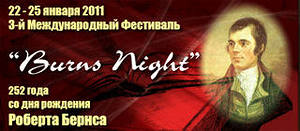 22 - 25 января 2011
3-й Международный Фестиваль
"Burns Night"
252 года
со дня рождения
Роберта Бернса